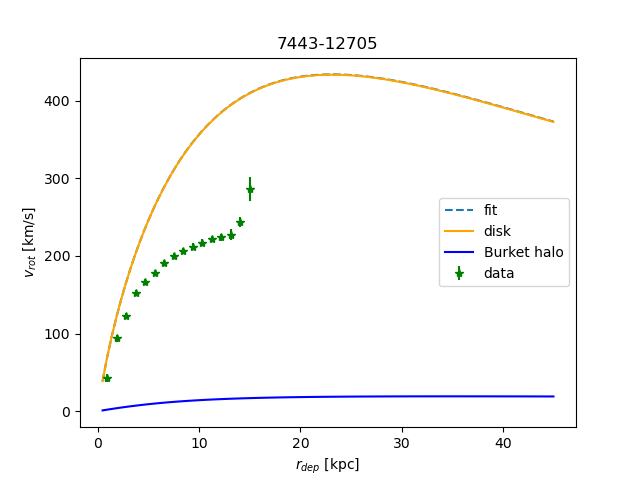 7443-12705
400
300
200
100
0
v_rot [km/s]
fit
disk
Burket halo
data
0 10 20 30 40
r_dep [kpc]